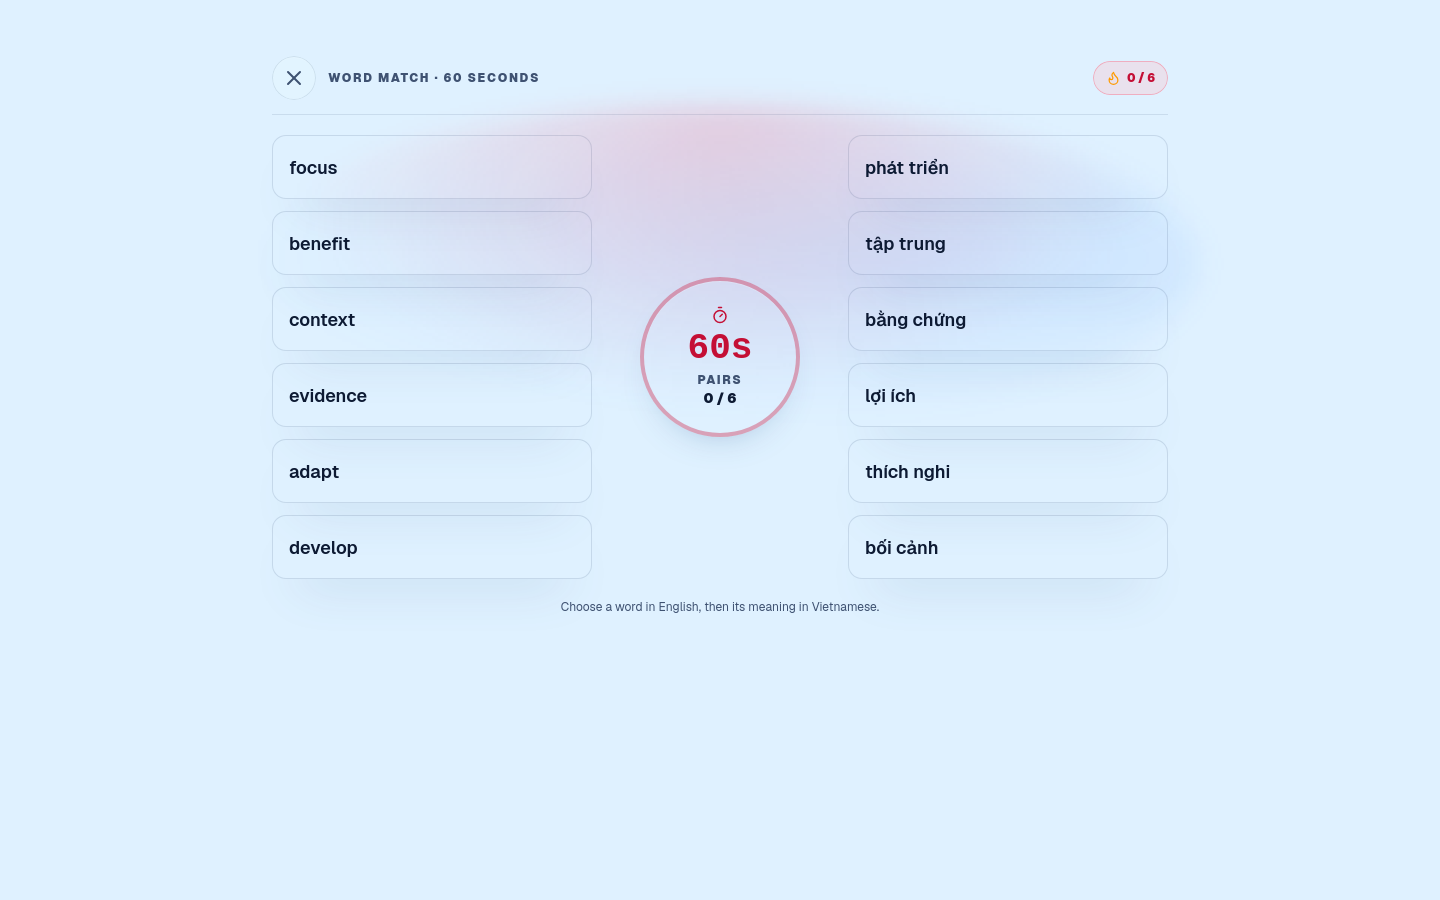 WORD MATCH · 60 SECONDS
0 / 6
focus
benefit
context
evidence
adapt
develop
60s
PAIRS
0 / 6
phát triển
tập trung
bằng chứng
lợi ích
thích nghi
bối cảnh
Choose a word in English, then its meaning in Vietnamese.